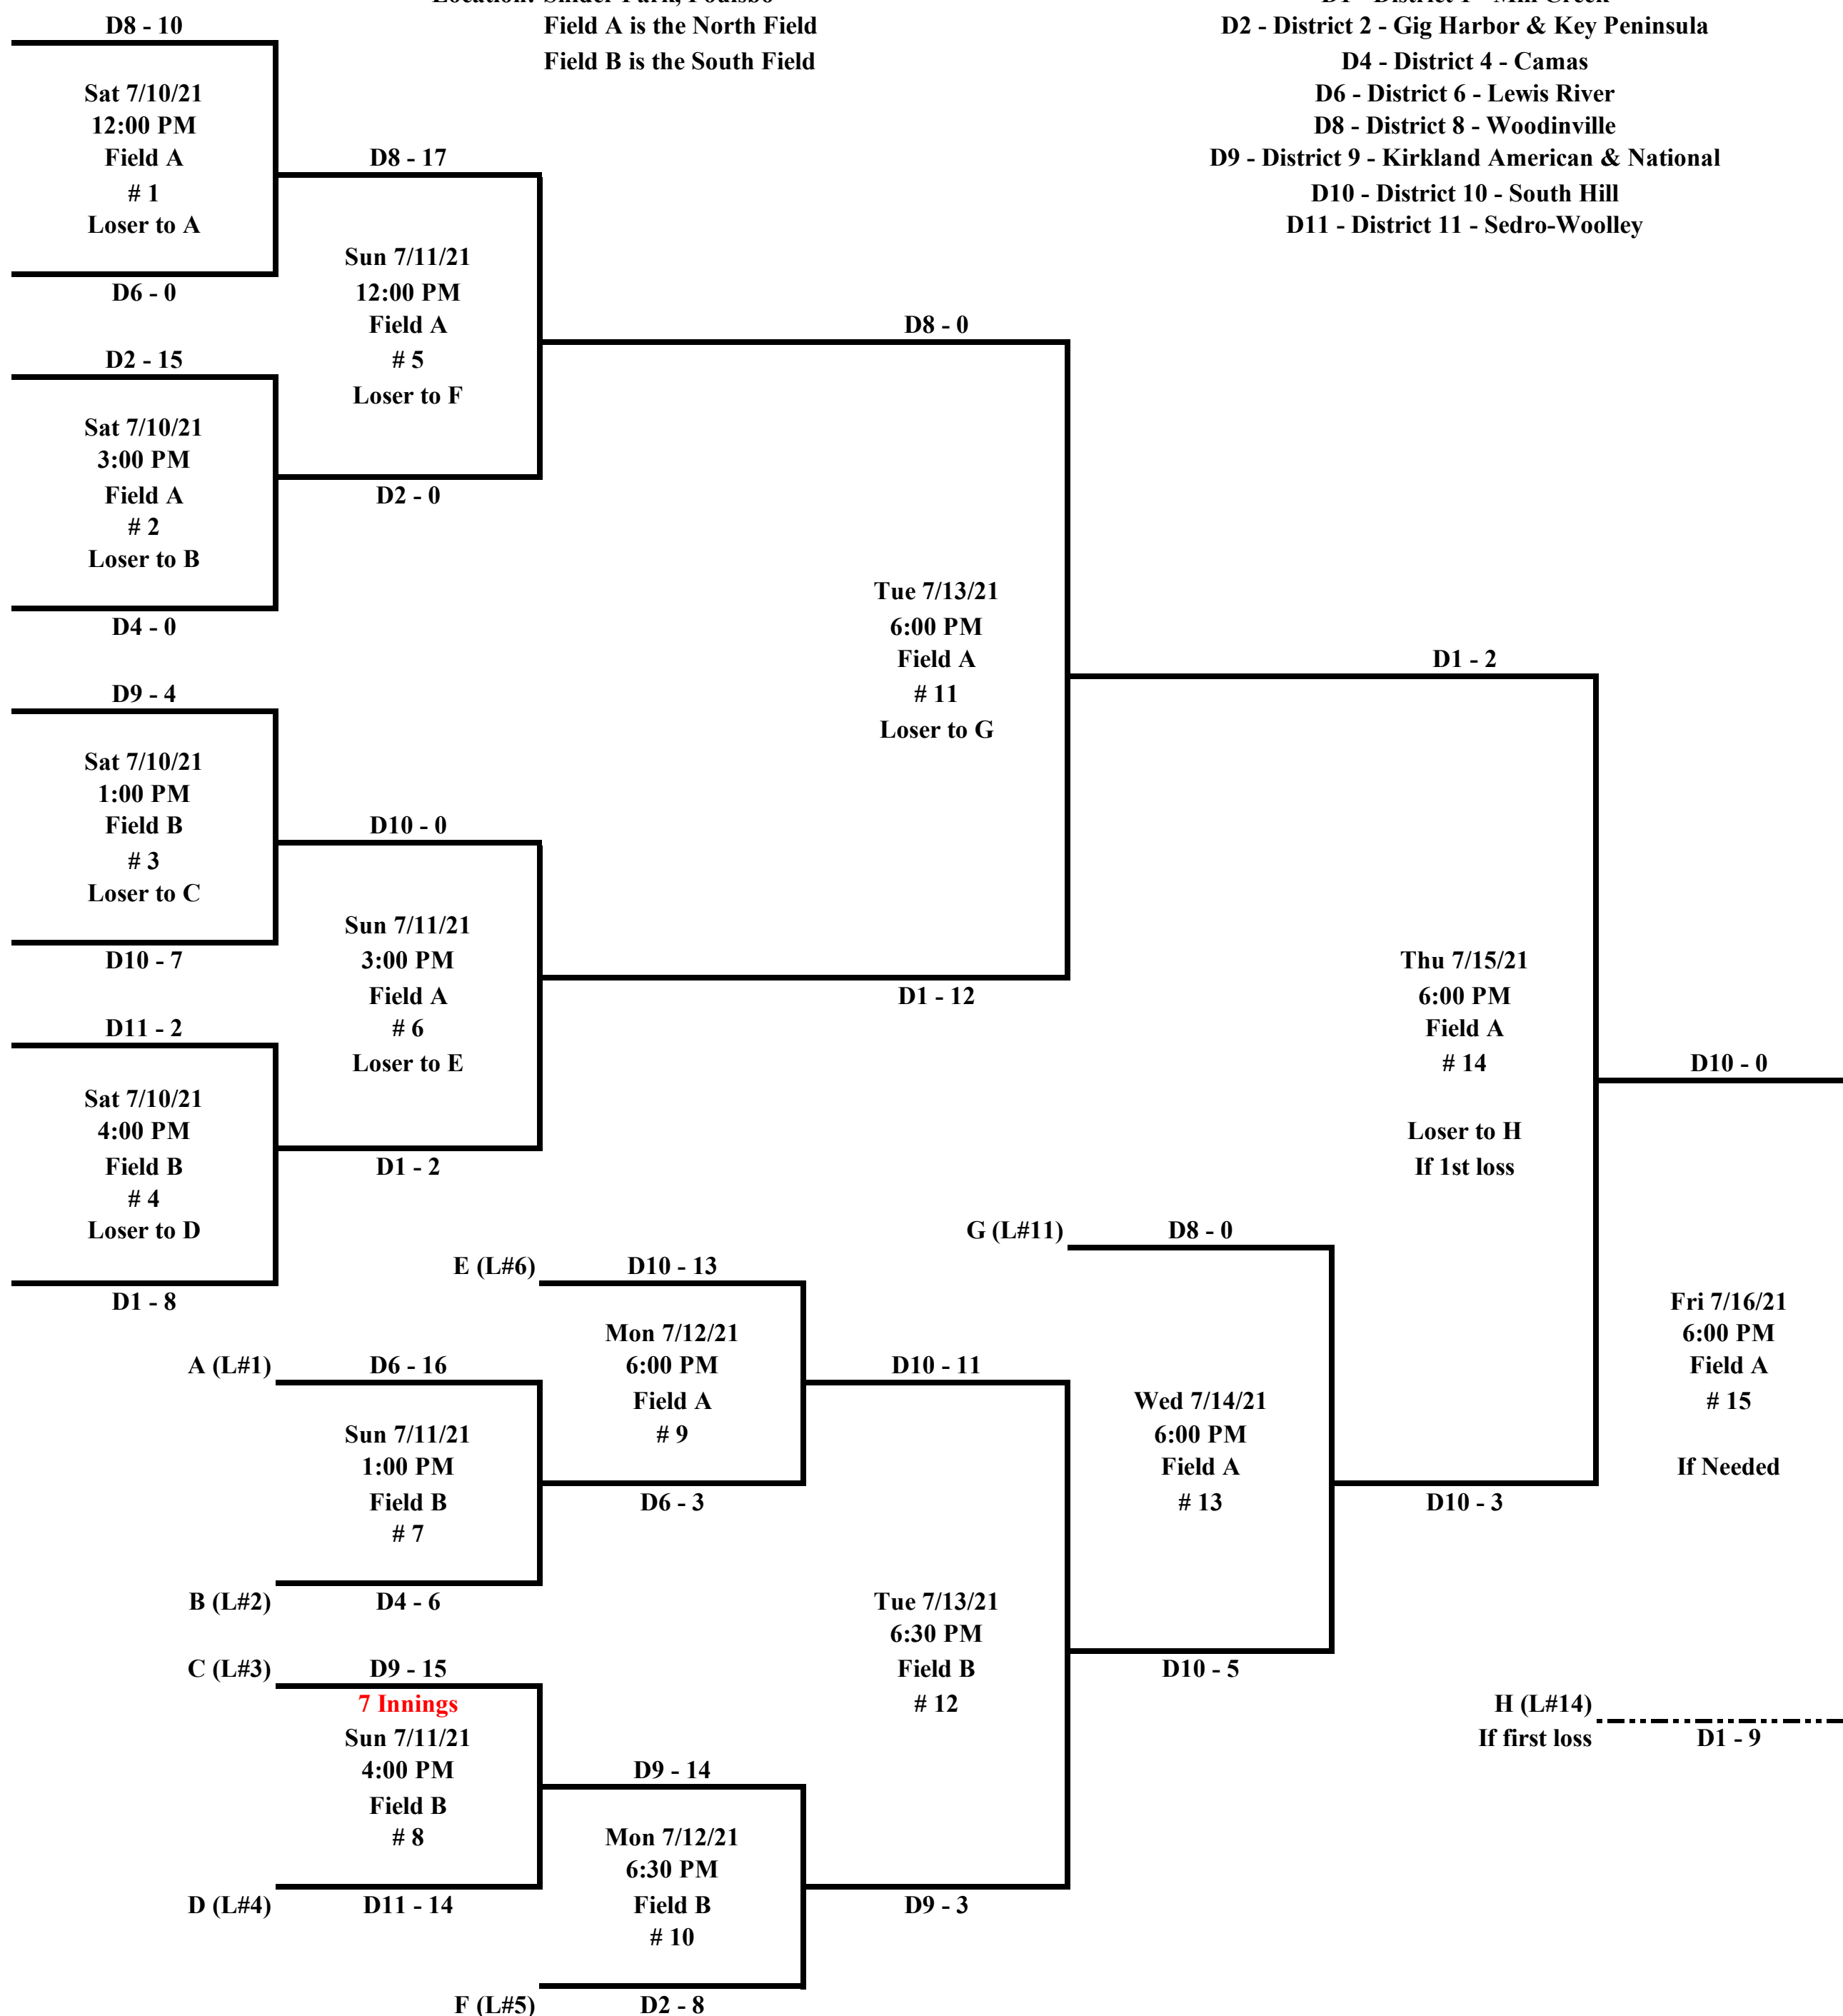 Field A is the North Field
Field B is the South Field
D1 - District 1 - Mill Creek
D2 - District 2 - Gig Harbor & Key Peninsula
D4 - District 4 - Camas
D6 - District 6 - Lewis River
D8 - District 8 - Woodinville
D9 - District 9 - Kirkland American & National
D10 - District 10 - South Hill
D11 - District 11 - Sedro-Woolley
D8 - 10
Sat 7/10/21
12:00 PM
Field A
# 1
Loser to A
D6 - 0
D2 - 15
Sat 7/10/21
3:00 PM
Field A
# 2
Loser to B
D4 - 0
D9 - 4
Sat 7/10/21
1:00 PM
Field B
# 3
Loser to C
D10 - 7
D11 - 2
Sat 7/10/21
4:00 PM
Field B
# 4
Loser to D
D1 - 8
D8 - 17
Sun 7/11/21
12:00 PM
Field A
# 5
Loser to F
D2 - 0
D10 - 0
Sun 7/11/21
3:00 PM
Field A
# 6
Loser to E
D1 - 2
D8 - 0
Tue 7/13/21
6:00 PM
Field A
# 11
Loser to G
D1 - 12
D1 - 2
Thu 7/15/21
6:00 PM
Field A
# 14
Loser to H
If 1st loss
D10 - 3
A (L#1)
D6 - 16
Sun 7/11/21
1:00 PM
Field B
# 7
B (L#2)
D4 - 6
C (L#3)
D9 - 15
7 Innings
Sun 7/11/21
4:00 PM
Field B
# 8
D (L#4)
D11 - 14
E (L#6)
D10 - 13
Mon 7/12/21
6:00 PM
Field A
# 9
D6 - 3
D9 - 14
Mon 7/12/21
6:30 PM
Field B
# 10
F (L#5)
D2 - 8
D10 - 11
Tue 7/13/21
6:30 PM
Field B
# 12
D9 - 3
G (L#11)
D8 - 0
Wed 7/14/21
6:00 PM
Field A
# 13
D10 - 5
D10 - 0
Fri 7/16/21
6:00 PM
Field A
# 15
If Needed
H (L#14)
If first loss
D1 - 9